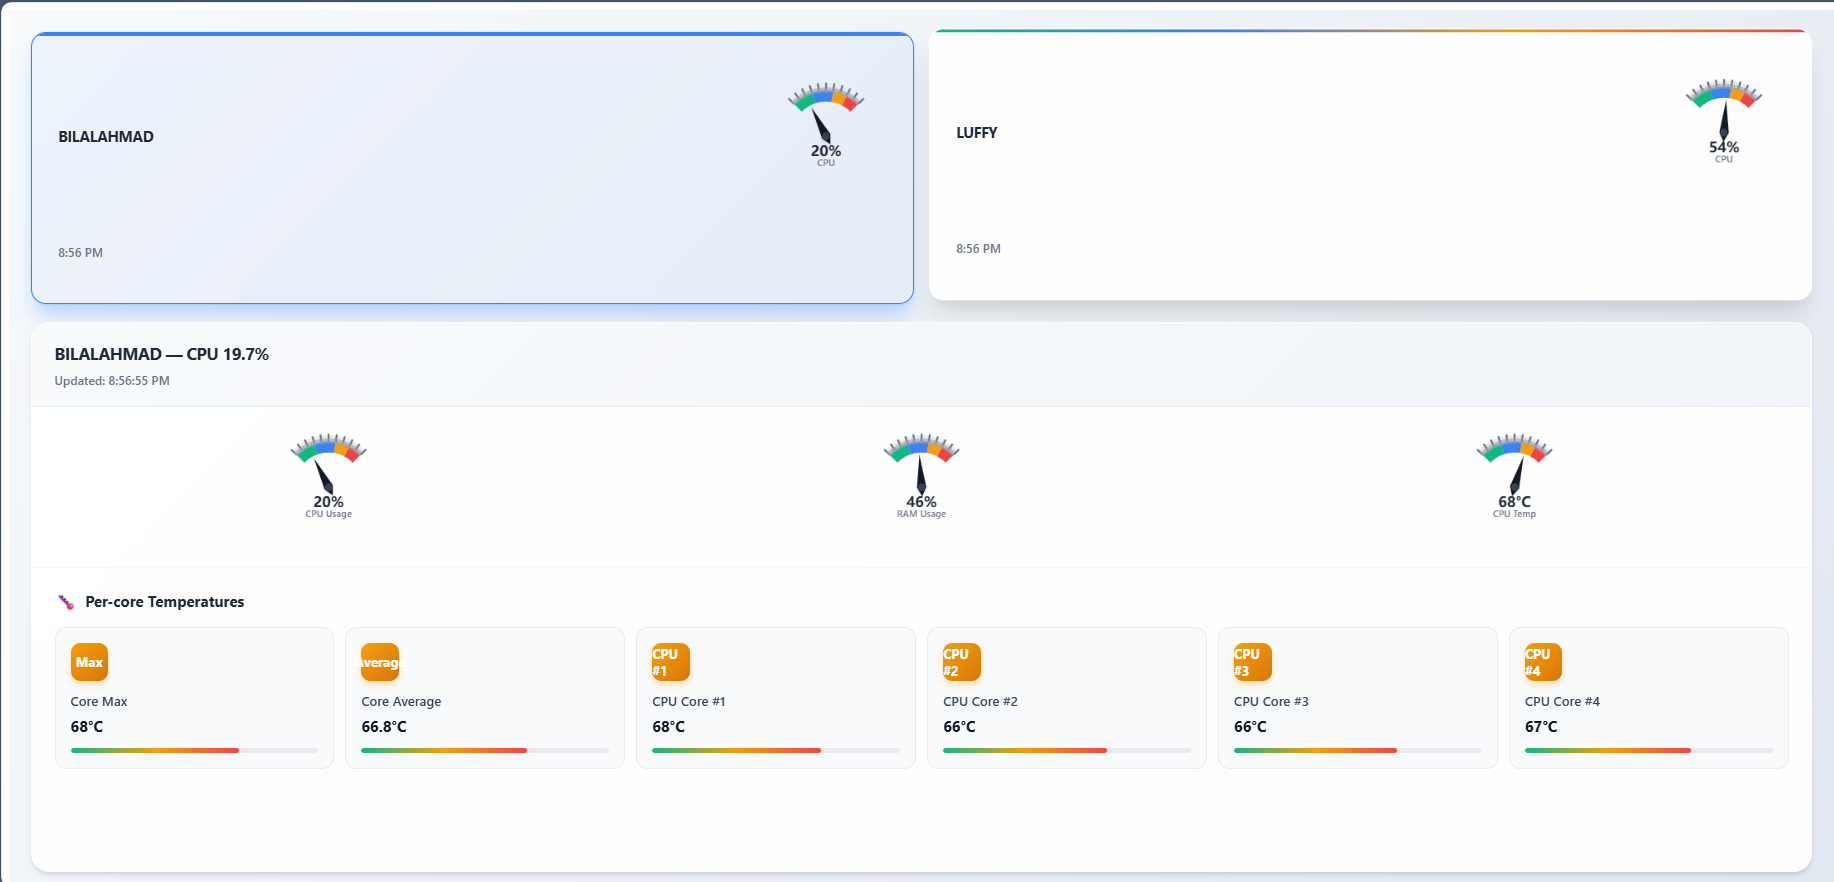 BILALAHMAD
20%
CPU
8:56 PM
LUFFY
54%
CPU
8:56 PM
BILALAHMAD — CPU 19.7%
Updated: 8:56:55 PM
20%
CPU Usage
46%
RAM Usage
68°C
CPU Temp
Per-core Temperatures
Max
Core Max
68°C
Average
Core Average
66.8°C
CPU
#1
CPU Core #1
68°C
CPU
#2
CPU Core #2
66°C
CPU
#3
CPU Core #3
66°C
CPU
#4
CPU Core #4
67°C